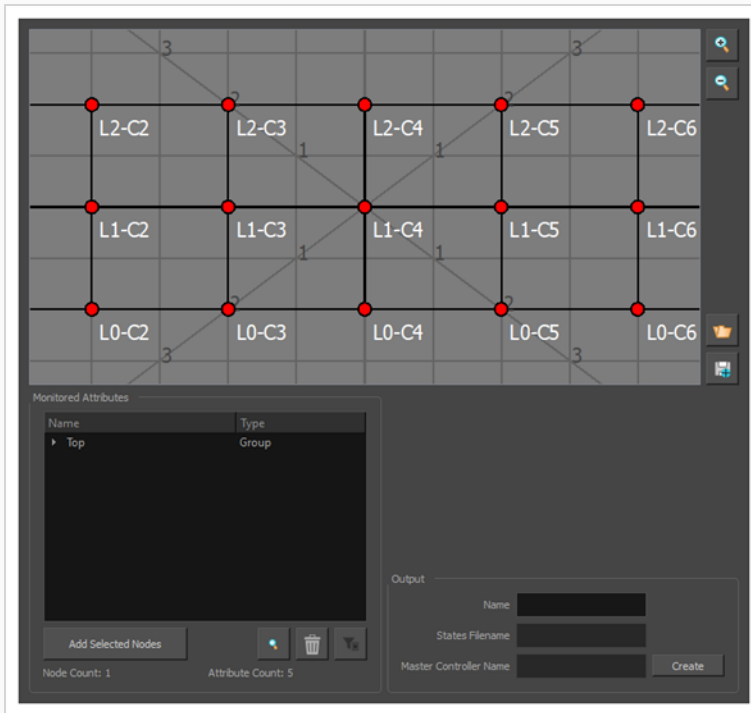 3 3
2 2
L2-C2 L2-C3 L2-C4 L2-C5 L2-C6
1 1
L1-C2 L1-C3 L1-C4 L1-C5 L1-C6
1 1
2 2
L0-C2 L0-C3 L0-C4 L0-C5 L0-C6
3 3
Monitored Attributes
Name Type
Top Group
Add Selected Nodes
Node Count: 1 Attribute Count: 5
Output
Name
States Filename
Master Controller Name Create